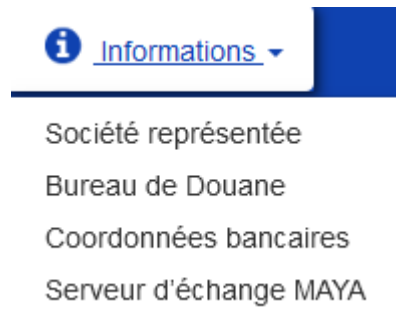 Informations
Société représentée
Bureau de Douane
Coordonnées bancaires
Serveur d'échange MAYA